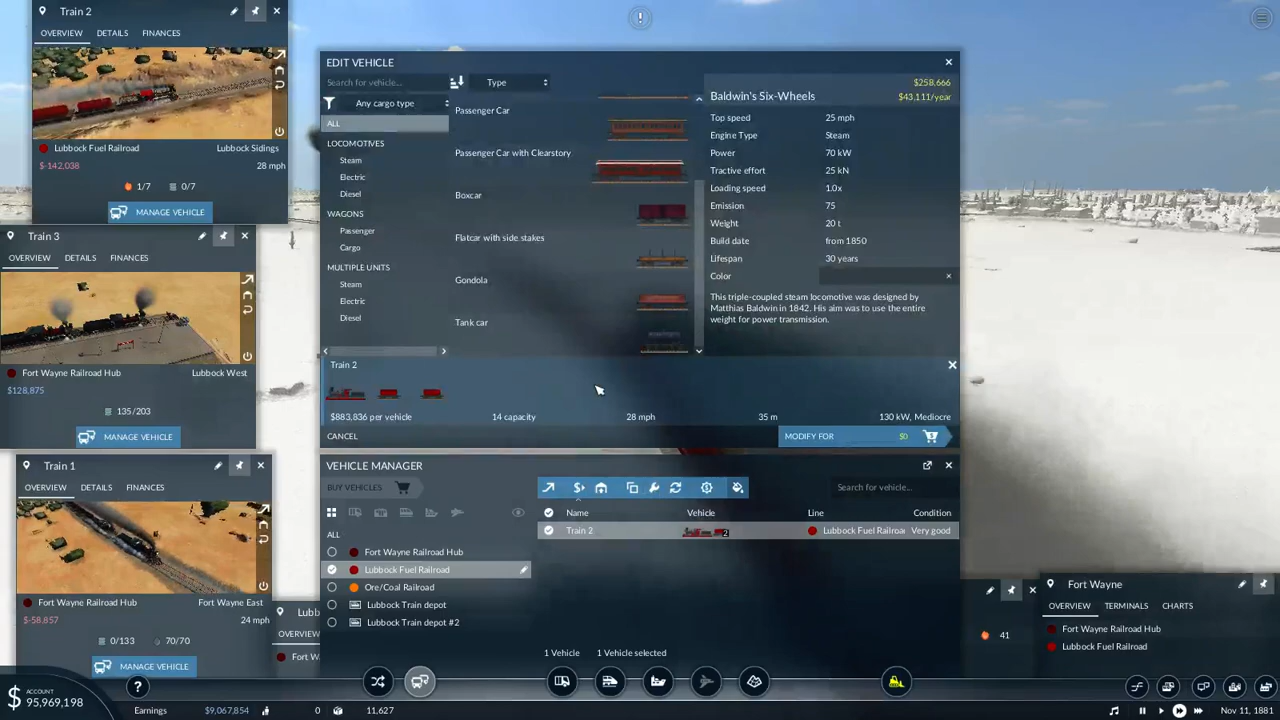 Train 2
OVERVIEW DETAILS FINANCES
Lubbock Fuel Railroad Lubbock Sidings
$-142,038 28 mph
1/7 0/7
MANAGE VEHICLE
Train 3
OVERVIEW DETAILS FINANCES
Fort Wayne Railroad Hub Lubbock West
$128,875
135/203
MANAGE VEHICLE
Train 1
OVERVIEW DETAILS FINANCES
Fort Wayne Railroad Hub Fort Wayne East
$-58,857 24 mph
0/133 70/70
MANAGE VEHICLE
EDIT VEHICLE
Search for vehicle... Type
Any cargo type
ALL
LOCOMOTIVES
Steam
Electric
Diesel
WAGONS
Passenger
Cargo
MULTIPLE UNITS
Steam
Electric
Diesel
Passenger Car
Passenger Car with Clearstory
Boxcar
Flatcar with side stakes
Gondola
Tank car
$258,666
Baldwin's Six-Wheels $43,111/year
Top speed 25 mph
Engine Type Steam
Power 70 kW
Tractive effort 25 kN
Loading speed 1.0x
Emission 75
Weight 20 t
Build date from 1850
Lifespan 30 years
Color
This triple-coupled steam locomotive was designed by
Matthias Baldwin in 1842. His aim was to use the entire
weight for power transmission.
Train 2
$883,836 per vehicle 14 capacity 28 mph 35 m 130 kW, Mediocre
CANCEL MODIFY FOR $0
VEHICLE MANAGER
BUY VEHICLES Search for vehicle...
Name Vehicle Line Condition
ALL
Train 2 2 Lubbock Fuel Railroa Very good
Fort Wayne Railroad Hub
Lubbock Fuel Railroad
Ore/Coal Railroad
Lubbock Train depot
Lubbock Train depot #2
1 Vehicle 1 Vehicle selected
Lubb
OVERVIEW
Fort W
41
Fort Wayne
OVERVIEW TERMINALS CHARTS
Fort Wayne Railroad Hub
Lubbock Fuel Railroad
$ ACCOUNT
95,969,198
?
Earnings $9,067,854 0 11,627 Nov 11, 1881